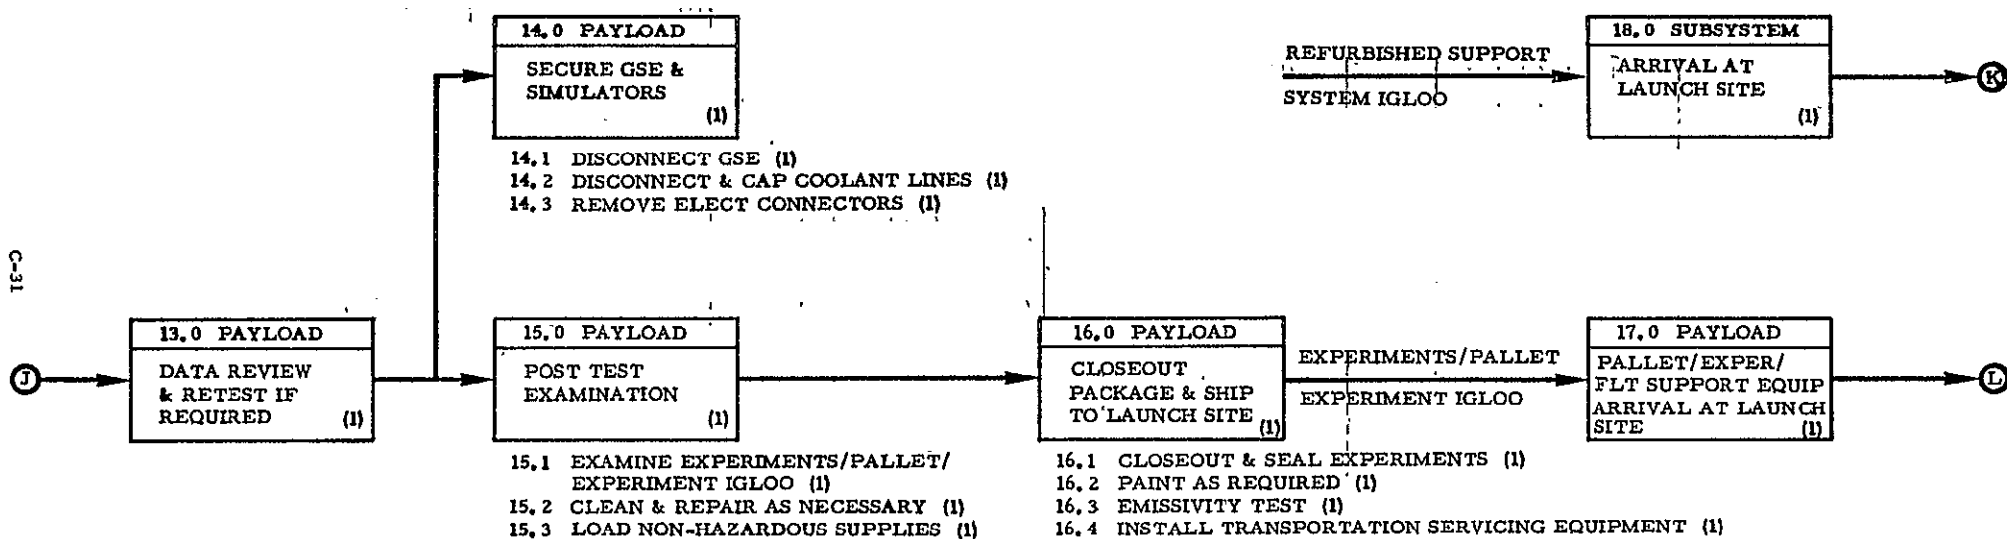 14.0 PAYLOAD
SECURE GSE &
SIMULATORS
(1)
14.1 DISCONNECT GSE (1)
14.2 DISCONNECT & CAP COOLANT LINES (1)
14.3 REMOVE ELECT CONNECTORS (1)
REFURBISHED SUPPORT
SYSTEM IGLOO
18.0 SUBSYSTEM
ARRIVAL AT
LAUNCH SITE
(1)
K
C-31
J
13.0 PAYLOAD
DATA REVIEW
& RETEST IF
REQUIRED (1)
15.0 PAYLOAD
POST TEST
EXAMINATION
(1)
15.1 EXAMINE EXPERIMENTS/PALLET/
EXPERIMENT IGLOO (1)
15.2 CLEAN & REPAIR AS NECESSARY (1)
15.3 LOAD NON-HAZARDOUS SUPPLIES (1)
16.0 PAYLOAD
CLOSEOUT
PACKAGE & SHIP
TO LAUNCH SITE
(1)
16.1 CLOSEOUT & SEAL EXPERIMENTS (1)
16.2 PAINT AS REQUIRED (1)
16.3 EMISSIVITY TEST (1)
16.4 INSTALL TRANSPORTATION SERVICING EQUIPMENT (1)
EXPERIMENTS/PALLET
EXPERIMENT IGLOO
17.0 PAYLOAD
PALLET/EXPER/
FLT SUPPORT EQUIP
ARRIVAL AT LAUNCH
SITE (1)
L